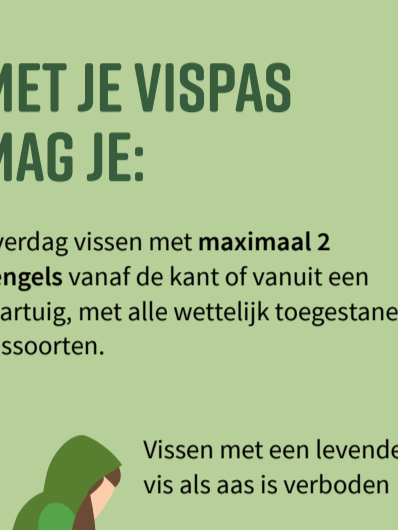 MET JE VISPAS
MAG JE:
verdag vissen met maximaal 2
engels vanaf de kant of vanuit een
artuig, met alle wettelijk toegestane
ssoorten.
Vissen met een levende
vis als aas is verboden